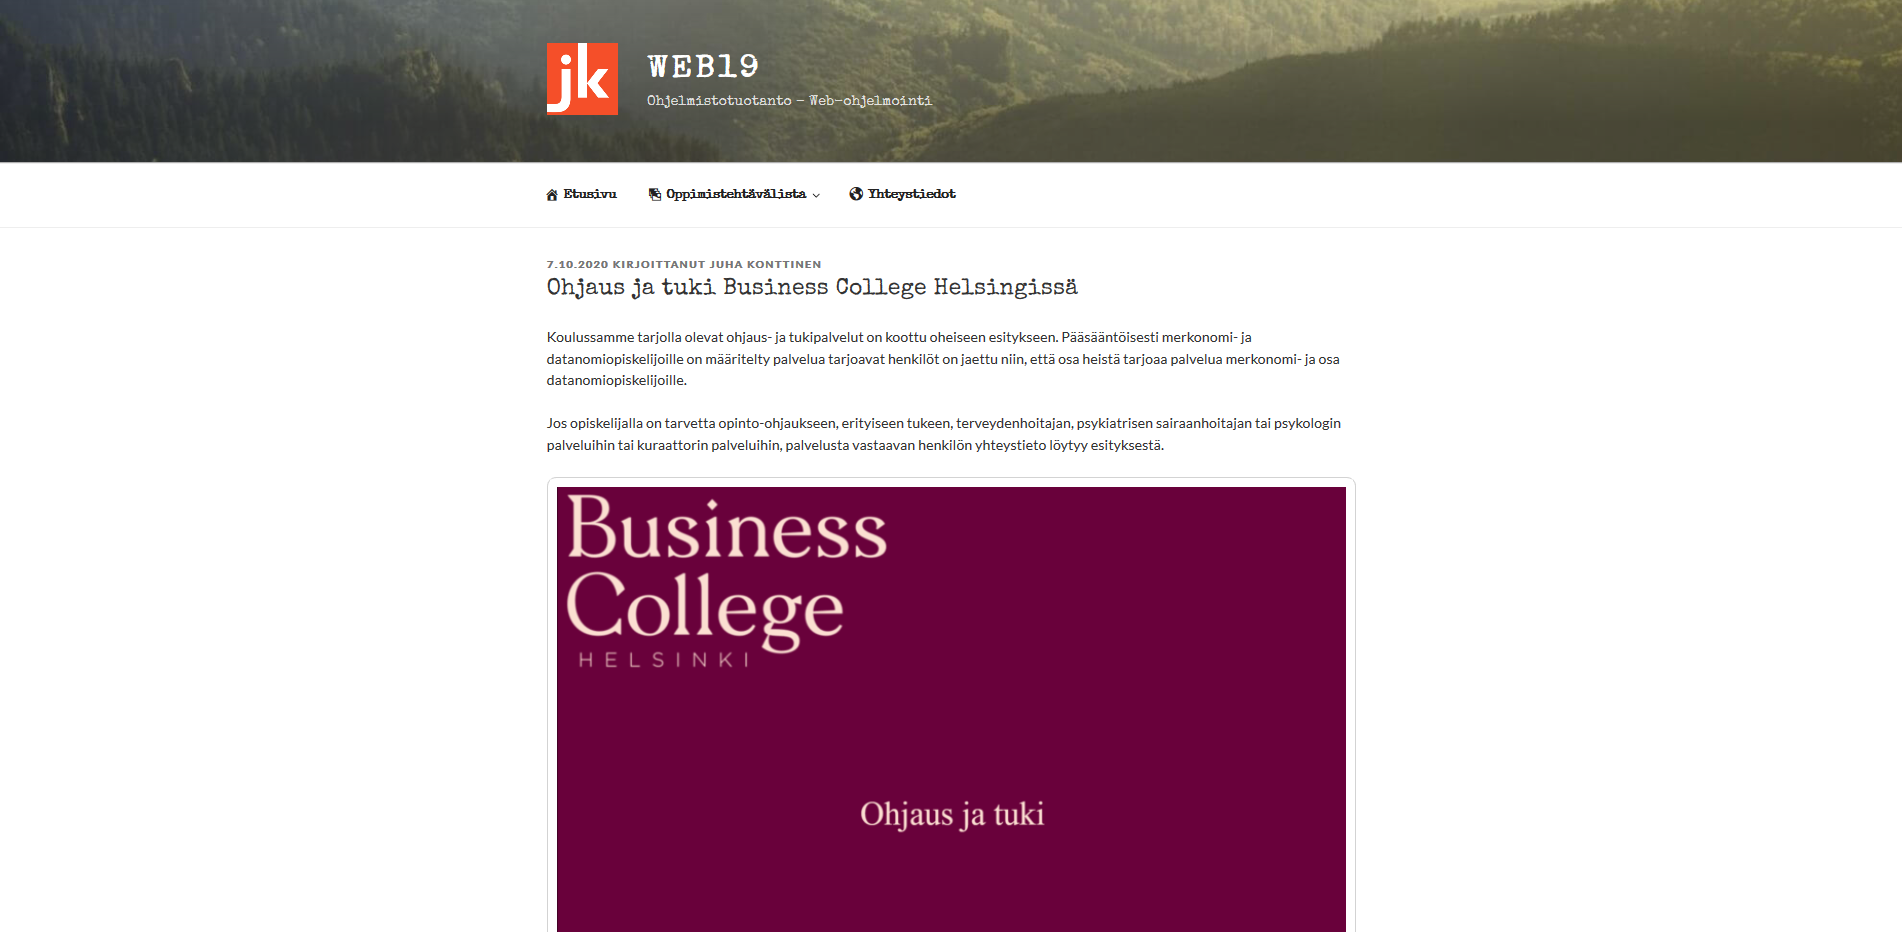 jk
WEB19
Ohjelmistotuotanto – Web-ohjelmointi
Etusivu Oppimistehtävälista Yhteystiedot
7.10.2020 KIRJOITTANUT JUHA KONTTINEN
Ohjaus ja tuki Business College Helsingissä
Koulussamme tarjolla olevat ohjaus- ja tukipalvelut on koottu oheiseen esitykseen. Pääsääntöisesti merkonomi- ja
datanomiopiskelijoille on määritelty palvelua tarjoavat henkilöt on jaettu niin, että osa heistä tarjoaa palvelua merkonomi- ja osa
datanomiopiskelijoille.
Jos opiskelijalla on tarvetta opinto-ohjaukseen, erityiseen tukeen, terveydenhoitajan, psykiatrisen sairaanhoitajan tai psykologin
palveluihin tai kuraattorin palveluihin, palvelusta vastaavan henkilön yhteystieto löytyy esityksestä.
Business
College
HELSINKI
Ohjaus ja tuki